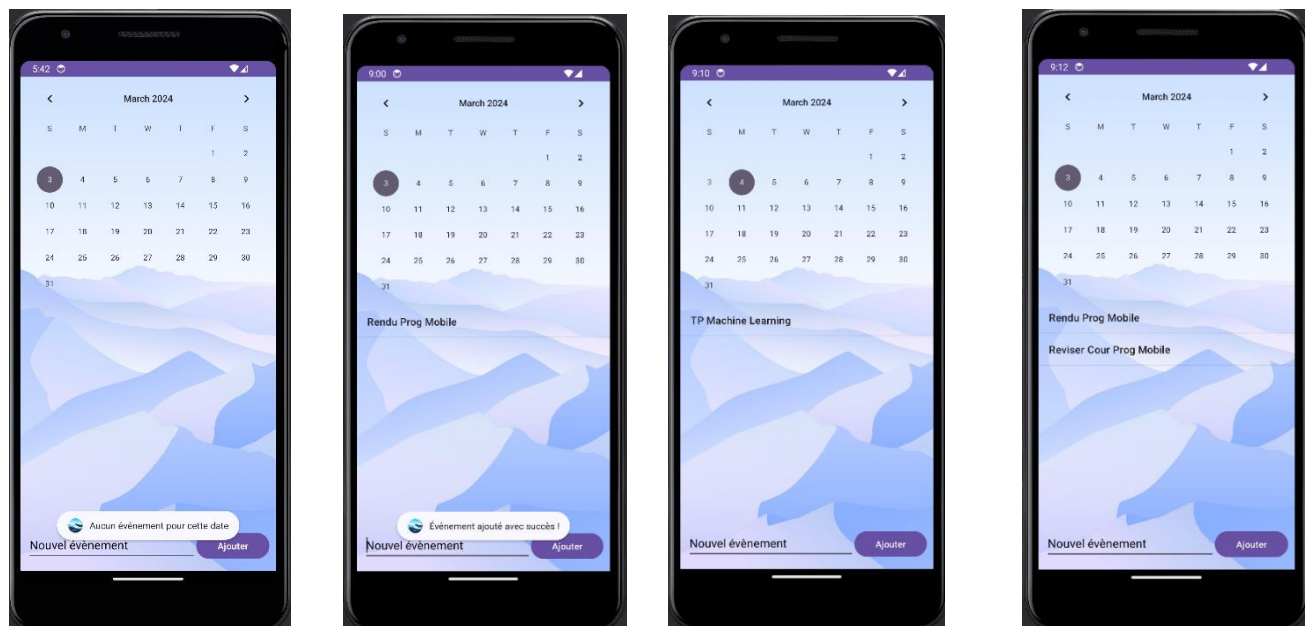 5:42
March 2024
S M T W T F S
1 2
3 4 5 6 7 8 9
10 11 12 13 14 15 16
17 18 19 20 21 22 23
24 25 26 27 28 29 30
31
Aucun événement pour cette date
Nouvel évènement
Ajouter
9:00
March 2024
S M T W T F S
1 2
3 4 5 6 7 8 9
10 11 12 13 14 15 16
17 18 19 20 21 22 23
24 25 26 27 28 29 30
31
Rendu Prog Mobile
Événement ajouté avec succès !
Nouvel évènement
Ajouter
9:10
March 2024
S M T W T F S
1 2
3 4 5 6 7 8 9
10 11 12 13 14 15 16
17 18 19 20 21 22 23
24 25 26 27 28 29 30
31
TP Machine Learning
Nouvel évènement
Ajouter
9:12
March 2024
S M T W T F S
1 2
3 4 5 6 7 8 9
10 11 12 13 14 15 16
17 18 19 20 21 22 23
24 25 26 27 28 29 30
31
Rendu Prog Mobile
Reviser Cour Prog Mobile
Nouvel évènement
Ajouter